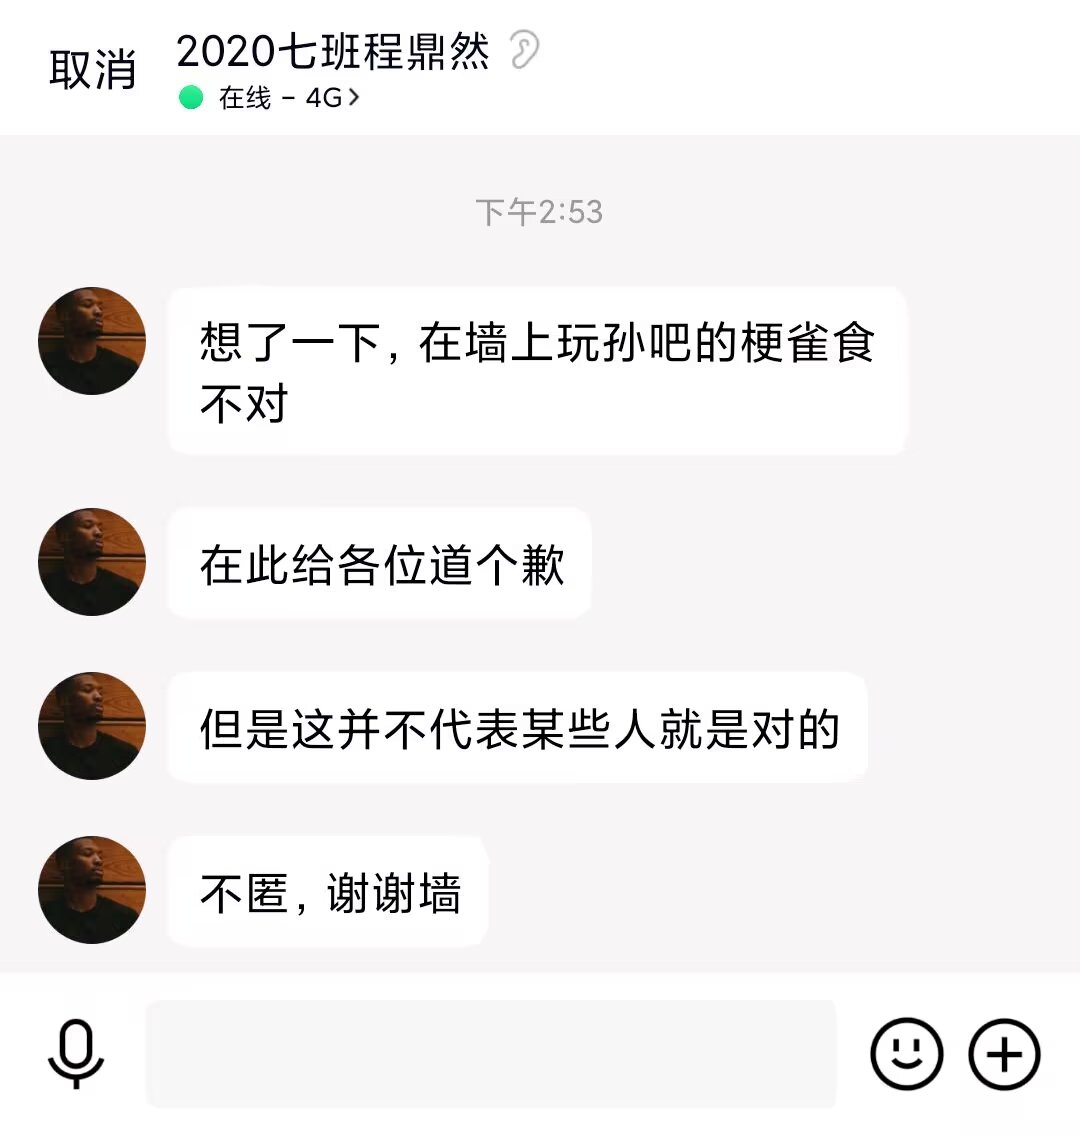 取消
2020七班程鼎然
在线 - 4G>
下午2:53
想了一下, 在墙上玩孙吧的梗雀食
不对
在此给各位道个歉
但是这并不代表某些人就是对的
不匿, 谢谢墙